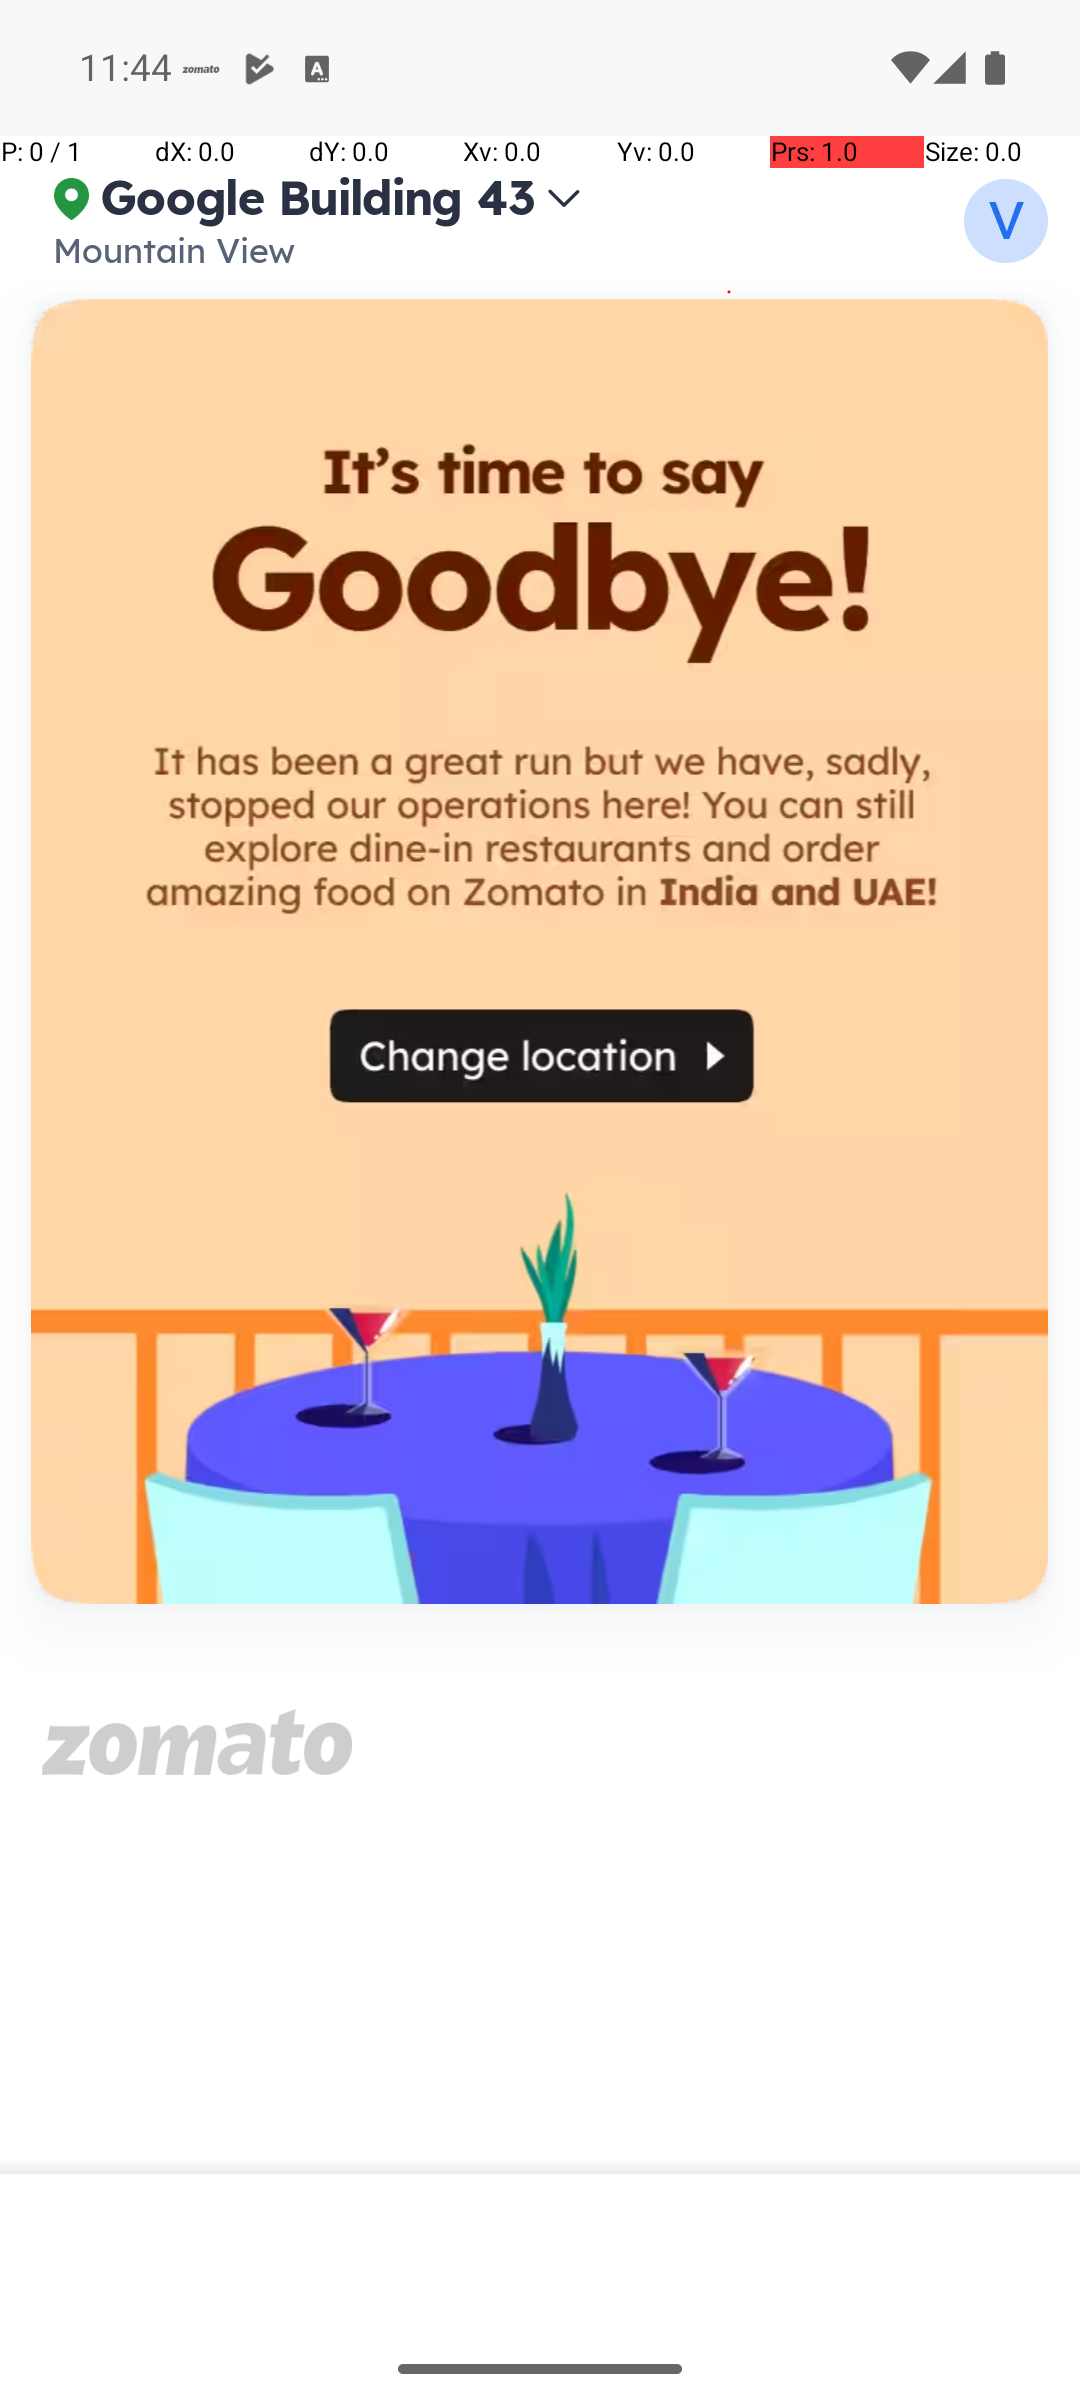 11:44 zomato A
P: 0 / 1 dX: 0.0 dY: 0.0 Xv: 0.0 Yv: 0.0 Prs: 1.0 Size: 0.0
Google Building 43
V
Mountain View
It's time to say
Goodbye!
It has been a great run but we have, sadly,
stopped our operations here! You can still
explore dine-in restaurants and order
amazing food on Zomato in India and UAE!
Change location
zomato